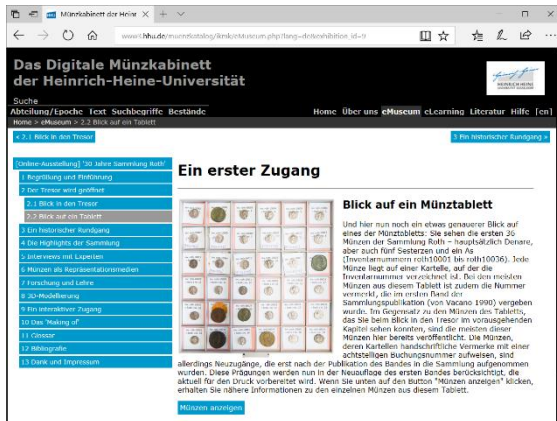 Münzkabinett der Heinr
www3.hhu.de/muenzkatalog/ikmk/eMuseum.php?lang=de&exhibition_id=9
Das Digitale Münzkabinett
der Heinrich-Heine-Universität
Suche
Abteilung/Epoche Text Suchbegriffe Bestände
Home Über uns eMuseum eLearning Literatur Hilfe [en]
Home > eMuseum > 2.2 Blick auf ein Tablett
< 2.1 Blick in den Tresor
3 Ein historischer Rundgang >
[Online-Ausstellung] '30 Jahre Sammlung Roth'
1 Begrüßung und Einführung
2 Der Tresor wird geöffnet
2.1 Blick in den Tresor
2.2 Blick auf ein Tablett
3 Ein historischer Rundgang
4 Die Highlights der Sammlung
5 Interviews mit Experten
6 Münzen als Repräsentationsmedien
7 Forschung und Lehre
8 3D-Modellierung
9 Ein interaktiver Zugang
10 Das 'Making of'
11 Glossar
12 Bibliografie
13 Dank und Impressum
Ein erster Zugang
Blick auf ein Münztablett
Und hier nun noch ein etwas genauerer Blick auf
eines der Münztabletts: Sie sehen die ersten 36
Münzen der Sammlung Roth – hauptsächlich Denare,
aber auch fünf Sesterzen und ein As
(Inventarnummern roth10001 bis roth10036). Jede
Münze liegt auf einer Kartelle, auf der die
Inventarnummer verzeichnet ist. Bei den meisten
Münzen aus diesem Tablett ist zudem die Nummer
vermerkt, die im ersten Band der
Sammlungspublikation (von Vacano 1990) vergeben
wurde. Im Gegensatz zu den Münzen des Tabletts,
das Sie beim Blick in den Tresor im vorausgehenden
Kapitel sehen konnten, sind die meisten dieser
Münzen hier bereits veröffentlicht. Die Münzen,
deren Kartellen handschriftliche Vermerke mit einer
achtstelligen Buchungsnummer aufweisen, sind
allerdings Neuzugänge, die erst nach der Publikation des Bandes in die Sammlung aufgenommen
wurden. Diese Prägungen werden nun in der Neuauflage des ersten Bandes berücksichtigt, die
aktuell für den Druck vorbereitet wird. Wenn Sie unten auf den Button "Münzen anzeigen" klicken,
erhalten Sie nähere Informationen zu den einzelnen Münzen aus diesem Tablett.
Münzen anzeigen